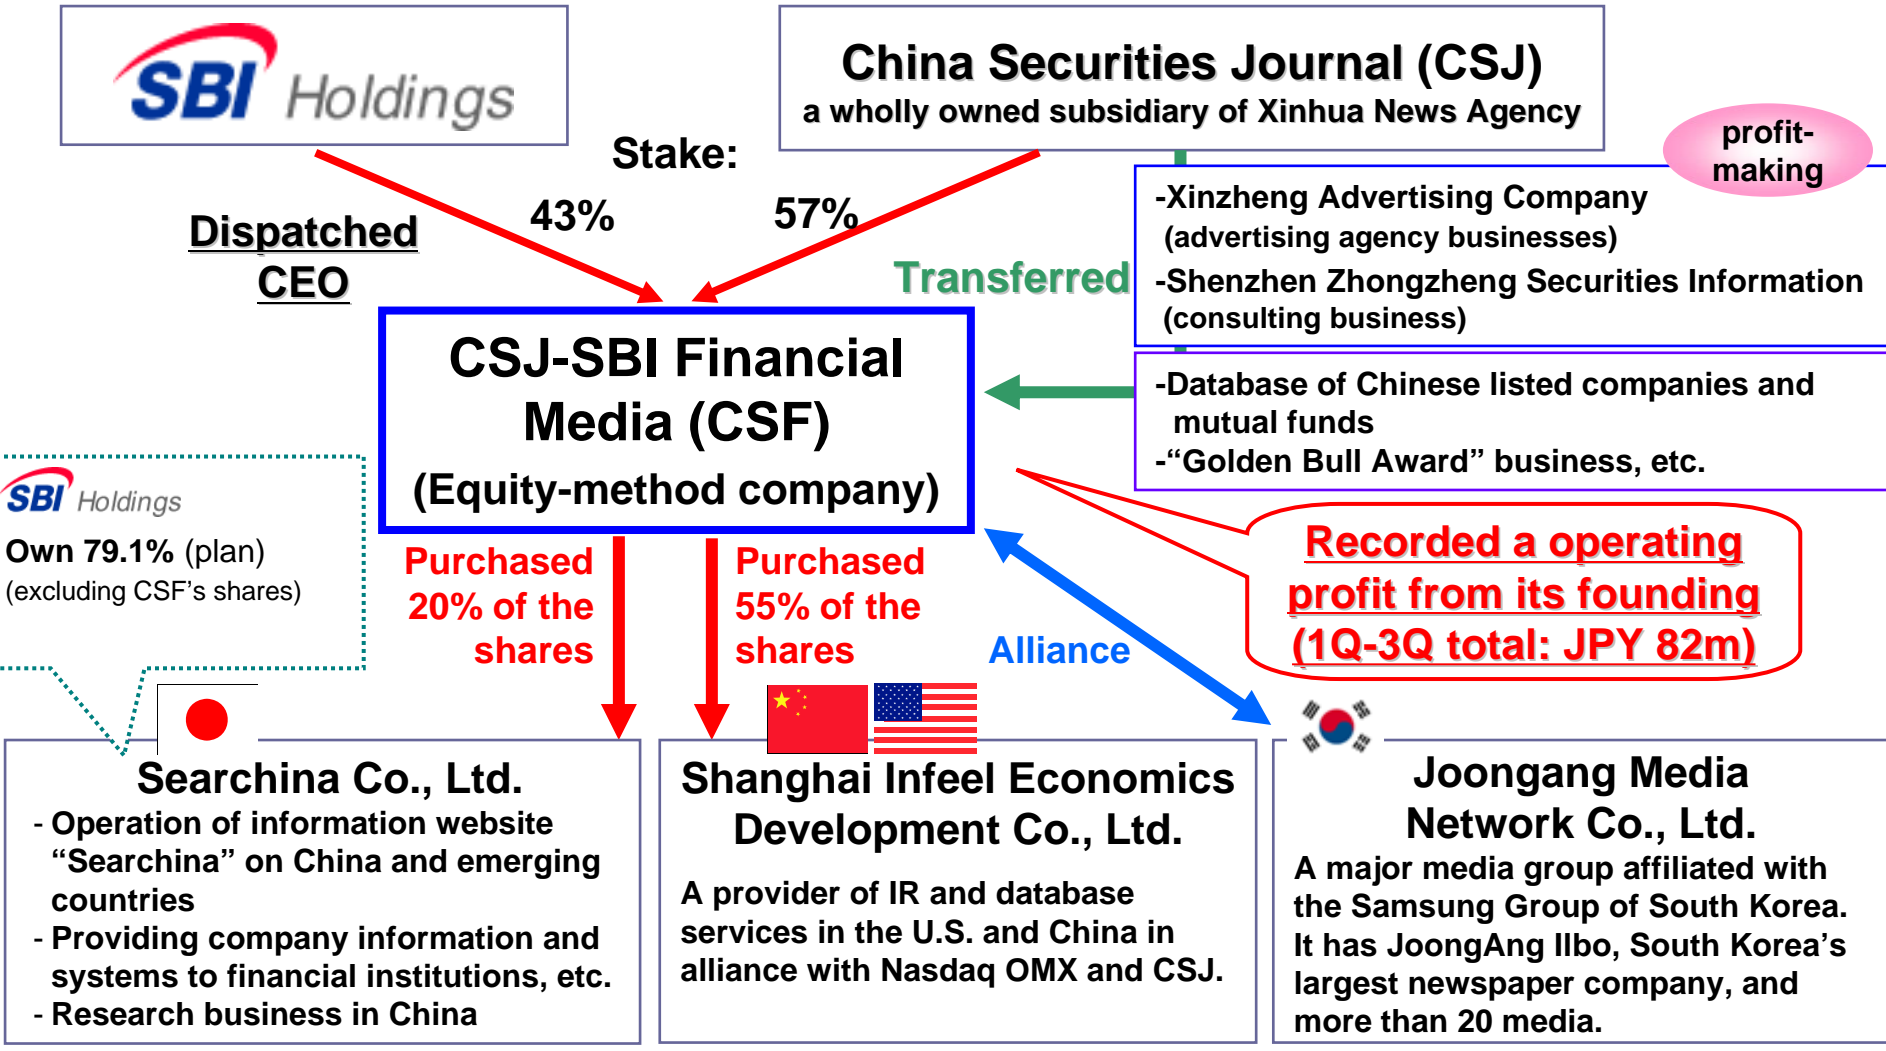 SBI Holdings
China Securities Journal (CSJ)
a wholly owned subsidiary of Xinhua News Agency
Stake:
43%
57%
Dispatched
CEO
profit-
making
-Xinzheng Advertising Company
(advertising agency businesses)
-Shenzhen Zhongzheng Securities Information
(consulting business)
Transferred
-Database of Chinese listed companies and
mutual funds
-“Golden Bull Award” business, etc.
CSJ-SBI Financial
Media (CSF)
(Equity-method company)
SBI Holdings
Own 79.1% (plan)
(excluding CSF’s shares)
Purchased
20% of the
shares
Purchased
55% of the
shares
Alliance
Recorded a operating
profit from its founding
(1Q-3Q total: JPY 82m)
Searchina Co., Ltd.
- Operation of information website
“Searchina” on China and emerging
countries
- Providing company information and
systems to financial institutions, etc.
- Research business in China
Shanghai Infeel Economics
Development Co., Ltd.
A provider of IR and database
services in the U.S. and China in
alliance with Nasdaq OMX and CSJ.
Joongang Media
Network Co., Ltd.
A major media group affiliated with
the Samsung Group of South Korea.
It has JoongAng Ilbo, South Korea’s
largest newspaper company, and
more than 20 media.